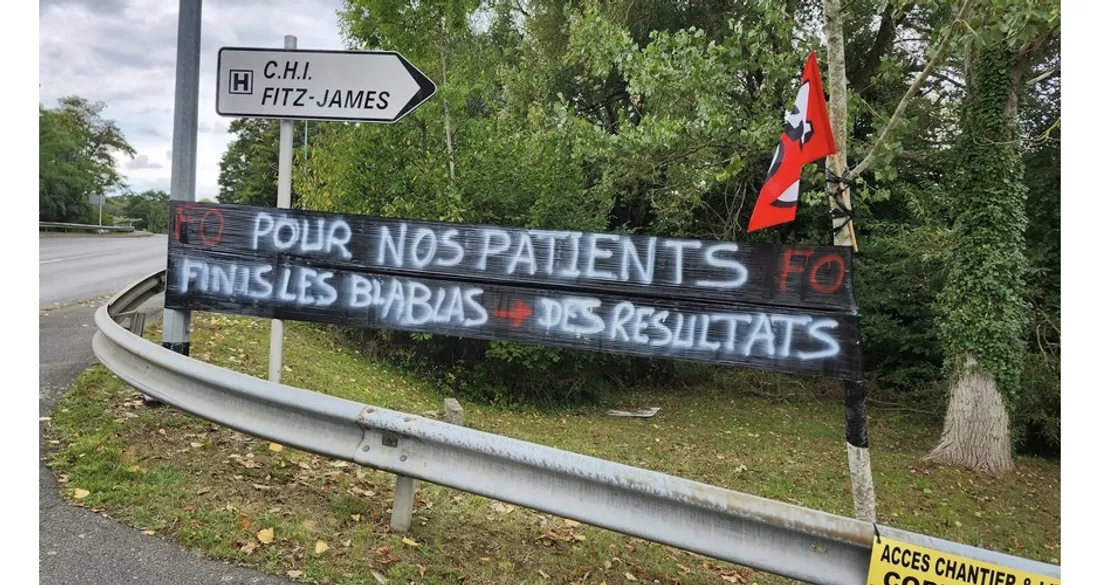 H C.H.I.
FITZ-JAMES
FO POUR NOS PATIENTS FO
FINIS LES BLABLAS → DES RESULTATS
ACCES CHANTIER